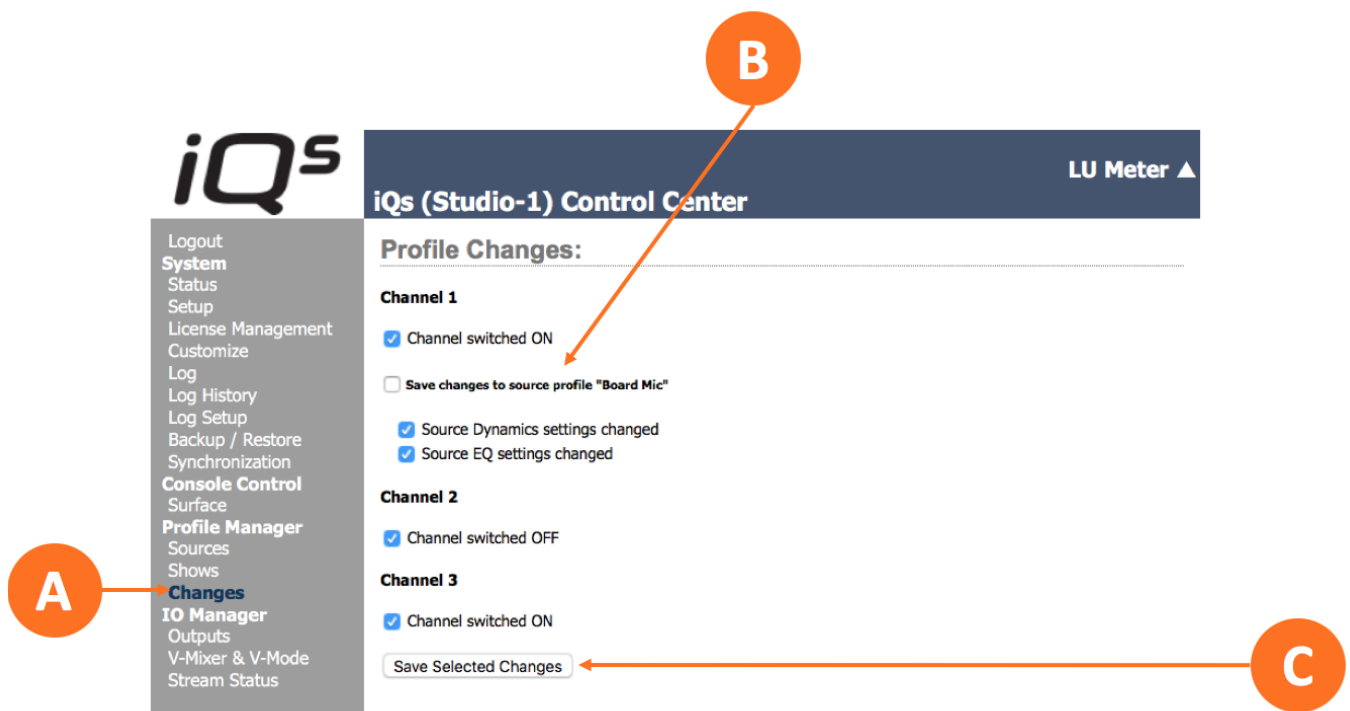 B
iQs
LU Meter ▲
iQs (Studio-1) Control Center
Logout
System
Status
Setup
License Management
Customize
Log
Log History
Log Setup
Backup / Restore
Synchronization
Console Control
Surface
Profile Manager
Sources
Shows
Changes
IO Manager
Outputs
V-Mixer & V-Mode
Stream Status
Profile Changes:
Channel 1
Channel switched ON
Save changes to source profile "Board Mic"
Source Dynamics settings changed
Source EQ settings changed
Channel 2
Channel switched OFF
Channel 3
Channel switched ON
Save Selected Changes
A
C